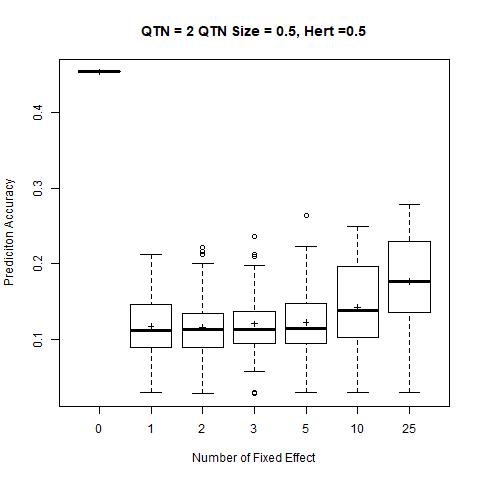 QTN = 2 QTN Size = 0.5, Hert =0.5
Prediciton Accuracy
0.4
0.3
0.2
0.1
0 1 2 3 5 10 25
Number of Fixed Effect